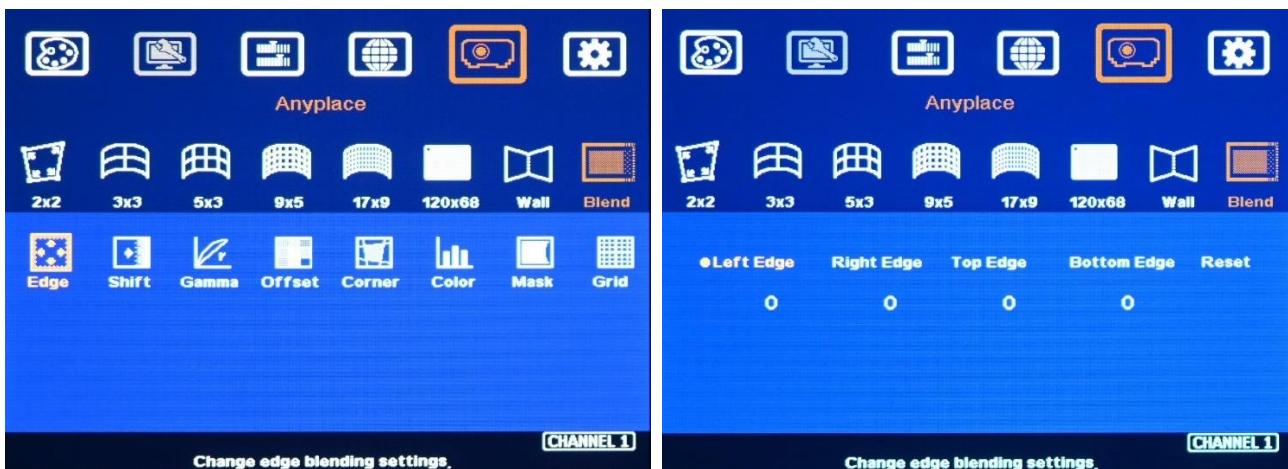 Anyplace
2x2 3x3 5x3 9x5 17x9 120x68 Wall Blend
Edge Shift Gamma Offset Corner Color Mask Grid
CHANNEL 1
Change edge blending settings.
Anyplace
2x2 3x3 5x3 9x5 17x9 120x68 Wall Blend
Left Edge Right Edge Top Edge Bottom Edge Reset
0 0 0 0
CHANNEL 1
Change edge blending settings.